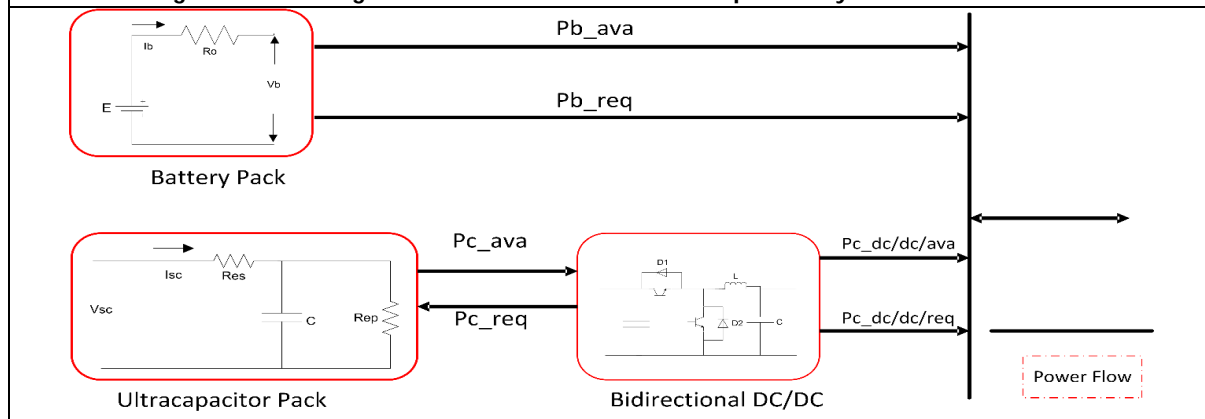 Pb_ava
Ib
Ro
Vb
E
Pb_req
Battery Pack
Pc_ava
Pc_dc/dc/ava
Isc
Res
Vsc
C
Rep
Pc_req
D1
L
D2
C
Pc_dc/dc/req
Ultracapacitor Pack
Bidirectional DC/DC
Power Flow